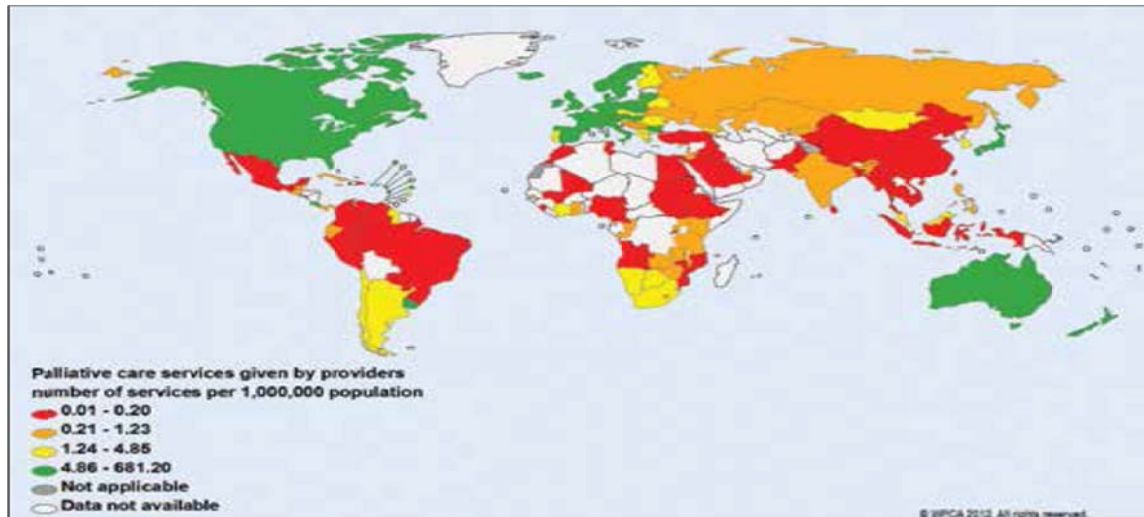 Palliative care services given by providers
number of services per 1,000,000 population
0.01 - 0.20
0.21 - 1.23
1.24 - 4.85
4.86 - 681.20
Not applicable
Data not available
© WPCA 2012. All rights reserved.